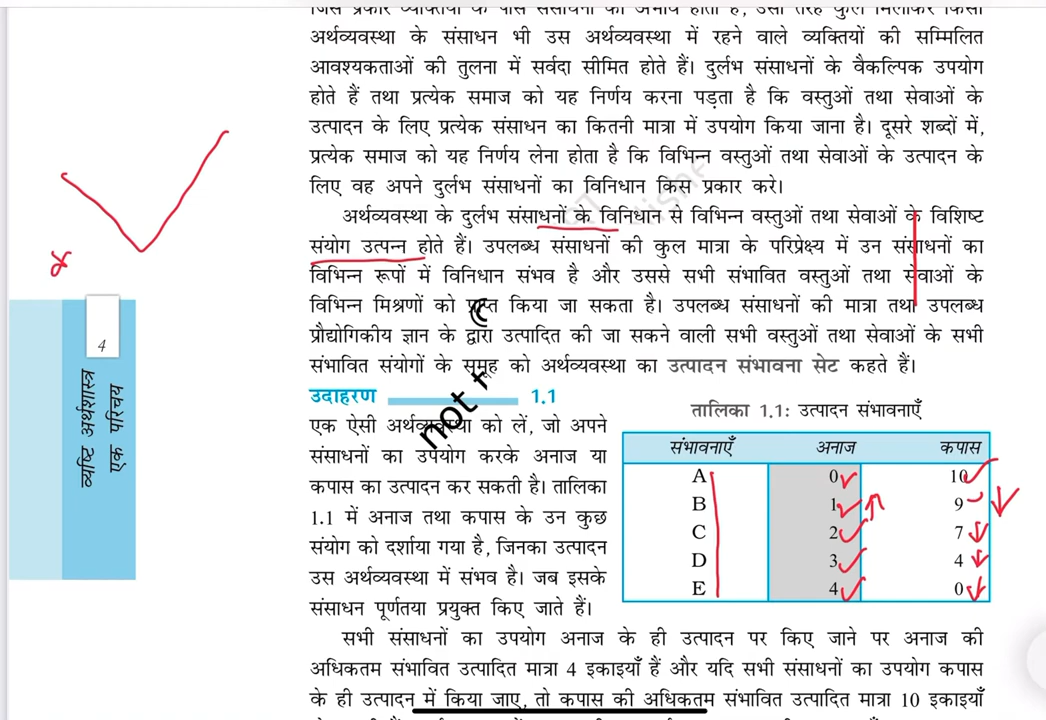 जिस प्रकार व्यक्तियों के पास संसाधनों का अभाव होता है, उसी तरह कुल मिलाकर किसी
अर्थव्यवस्था के संसाधन भी उस अर्थव्यवस्था में रहने वाले व्यक्तियों की सम्मिलित
आवश्यकताओं की तुलना में सर्वदा सीमित होते हैं। दुर्लभ संसाधनों के वैकल्पिक उपयोग
होते हैं तथा प्रत्येक समाज को यह निर्णय करना पड़ता है कि वस्तुओं तथा सेवाओं के
उत्पादन के लिए प्रत्येक संसाधन का कितनी मात्रा में उपयोग किया जाना है। दूसरे शब्दों में,
प्रत्येक समाज को यह निर्णय लेना होता है कि विभिन्न वस्तुओं तथा सेवाओं के उत्पादन के
लिए वह अपने दुर्लभ संसाधनों का विनिधान किस प्रकार करे।
अर्थव्यवस्था के दुर्लभ संसाधनों के विनिधान से विभिन्न वस्तुओं तथा सेवाओं के विशिष्ट
संयोग उत्पन्न होते हैं। उपलब्ध संसाधनों की कुल मात्रा के परिप्रेक्ष्य में उन संसाधनों का
विभिन्न रूपों में विनिधान संभव है और उससे सभी संभावित वस्तुओं तथा सेवाओं के
विभिन्न मिश्रणों को प्राप्त किया जा सकता है। उपलब्ध संसाधनों की मात्रा तथा उपलब्ध
प्रौद्योगिकीय ज्ञान के द्वारा उत्पादित की जा सकने वाली सभी वस्तुओं तथा सेवाओं के सभी
संभावित संयोगों के समूह को अर्थव्यवस्था का उत्पादन संभावना सेट कहते हैं।
4
व्यष्टि अर्थशास्त्र
एक परिचय
उदाहरण 1.1
एक ऐसी अर्थव्यवस्था को लें, जो अपने
संसाधनों का उपयोग करके अनाज या
कपास का उत्पादन कर सकती है। तालिका
1.1 में अनाज तथा कपास के उन कुछ
संयोग को दर्शाया गया है, जिनका उत्पादन
उस अर्थव्यवस्था में संभव है। जब इसके
संसाधन पूर्णतया प्रयुक्त किए जाते हैं।
तालिका 1.1: उत्पादन संभावनाएँ
संभावनाएँ अनाज कपास
A 0 10
B 1 9
C 2 7
D 3 4
E 4 0
not
सभी संसाधनों का उपयोग अनाज के ही उत्पादन पर किए जाने पर अनाज की
अधिकतम संभावित उत्पादित मात्रा 4 इकाइयाँ हैं और यदि सभी संसाधनों का उपयोग कपास
के ही उत्पादन में किया जाए, तो कपास की अधिकतम संभावित उत्पादित मात्रा 10 इकाइयाँ